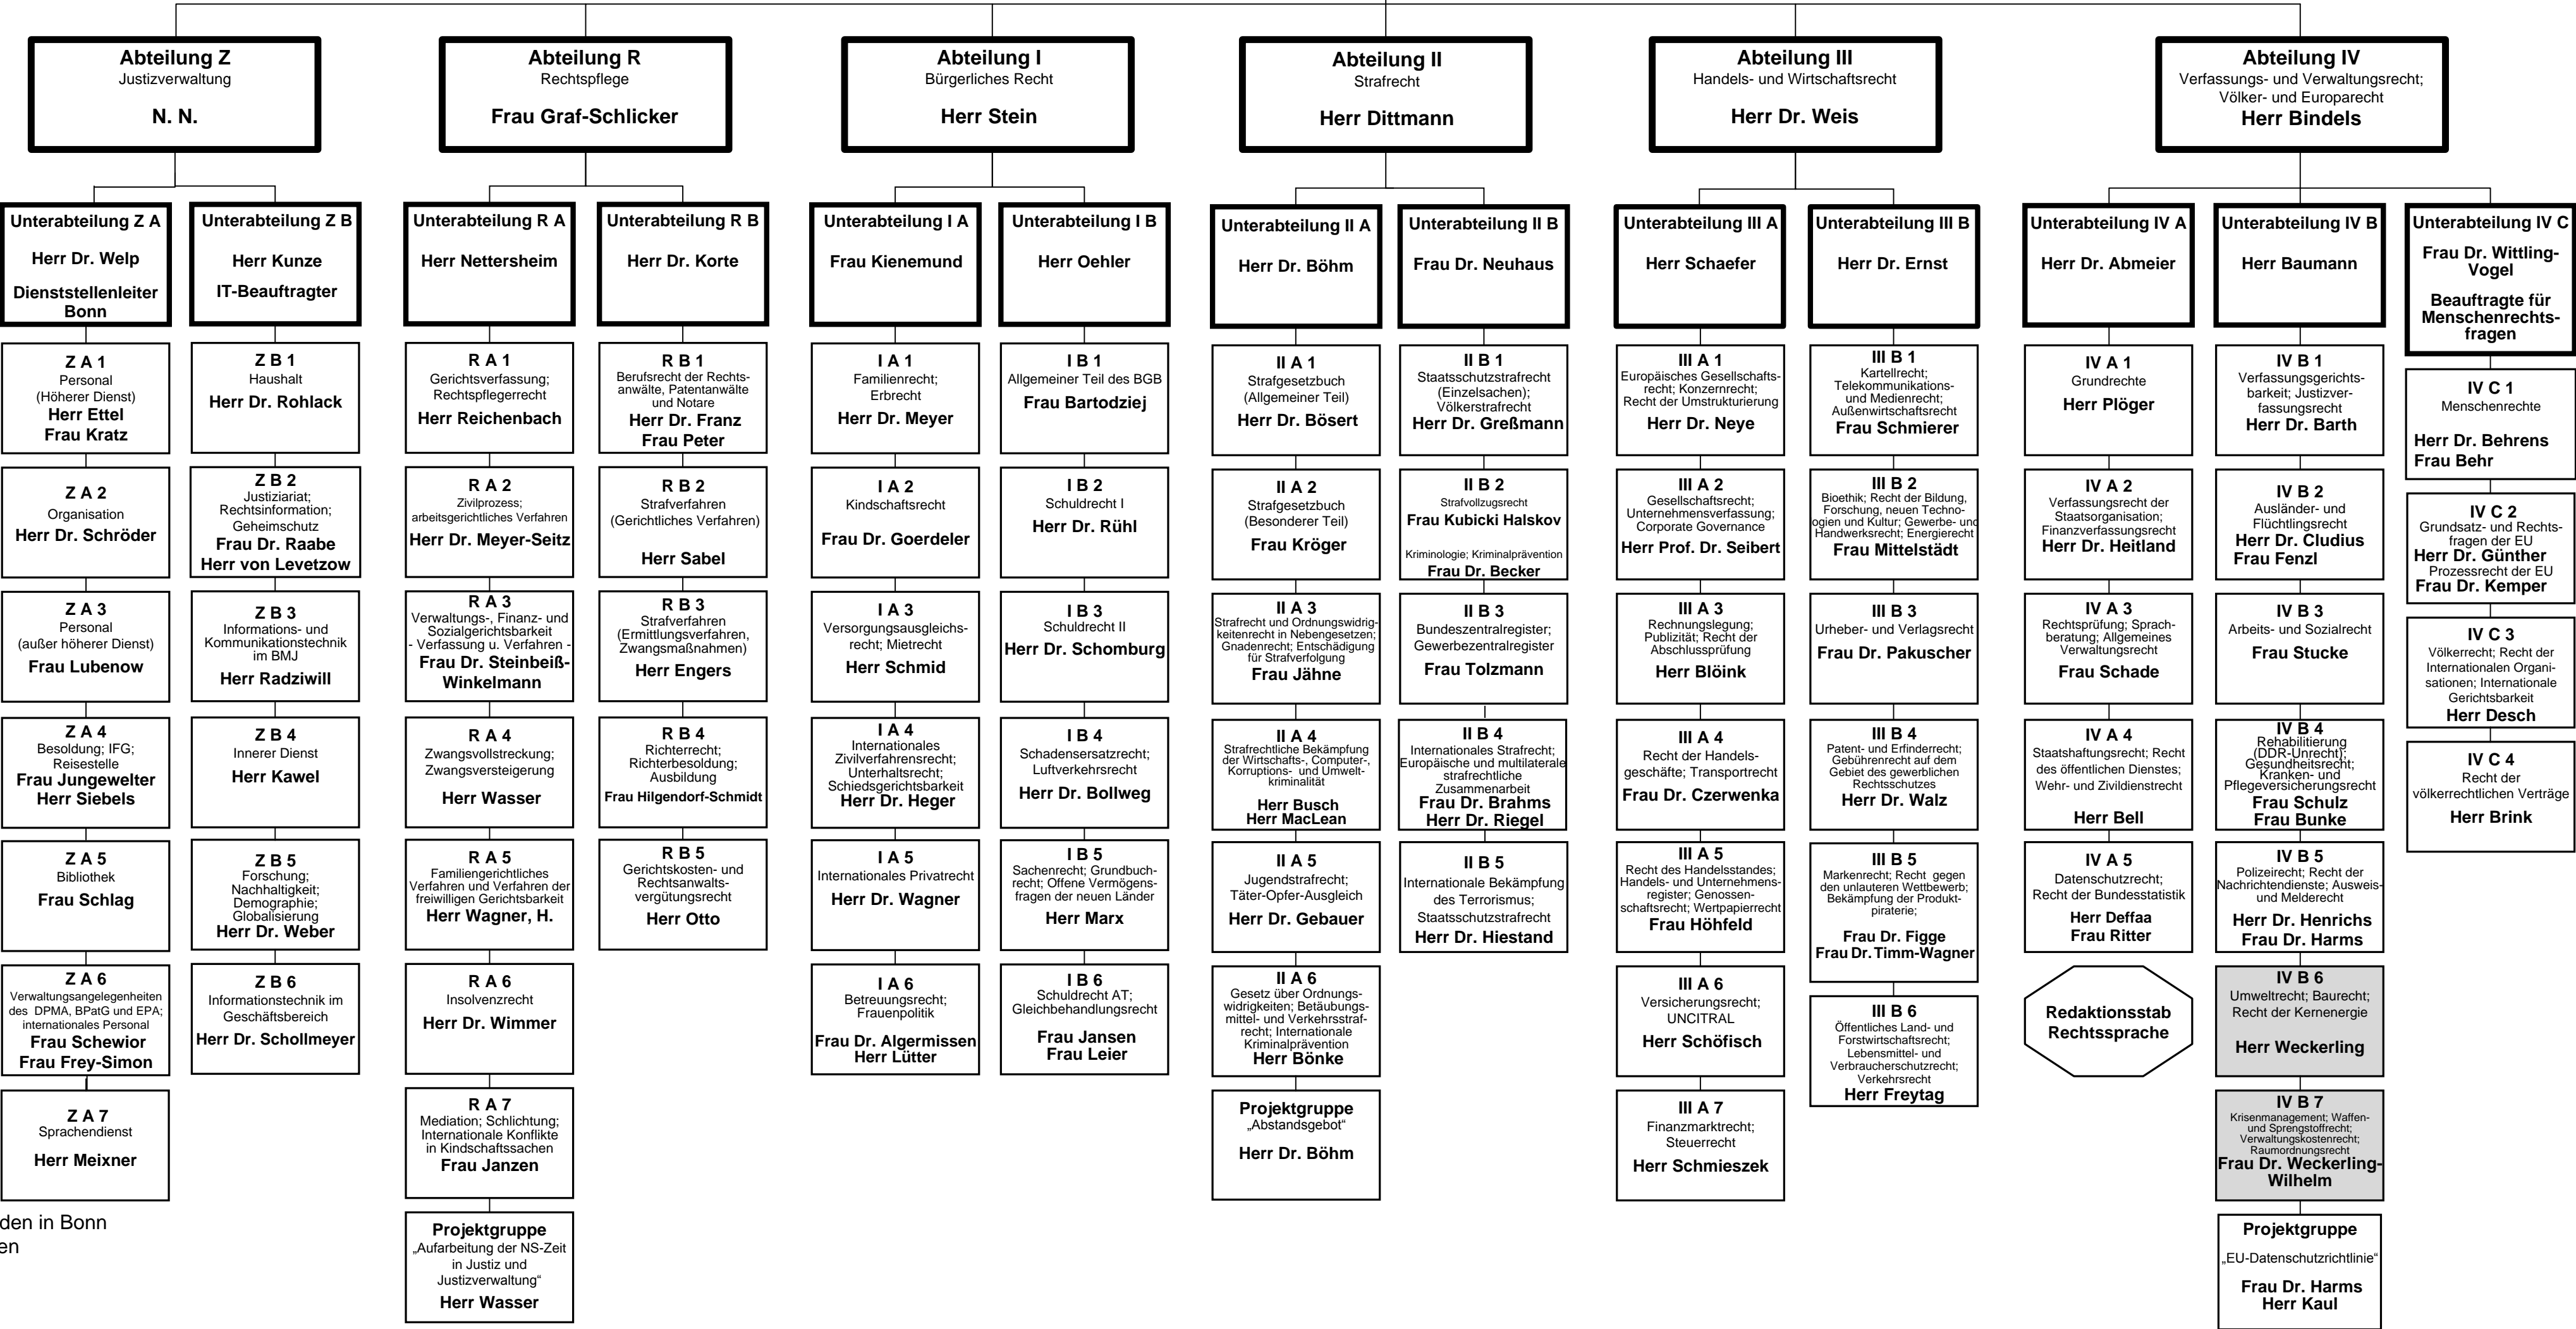 Abteilung Z
Justizverwaltung
N. N.
Abteilung R
Rechtspflege
Frau Graf-Schlicker
Abteilung I
Bürgerliches Recht
Herr Stein
Abteilung II
Strafrecht
Herr Dittmann
Abteilung III
Handels- und Wirtschaftsrecht
Herr Dr. Weis
Abteilung IV
Verfassungs- und Verwaltungsrecht;
Völker- und Europarecht
Herr Bindels
Unterabteilung Z A
Herr Dr. Welp
Dienststellenleiter
Bonn
Z A 1
Personal
(Höherer Dienst)
Herr Ettel
Frau Kratz
Z A 2
Organisation
Herr Dr. Schröder
Z A 3
Personal
(außer höherer Dienst)
Frau Lubenow
Z A 4
Besoldung; IFG;
Reisestelle
Frau Jungewelter
Herr Siebels
Z A 5
Bibliothek
Frau Schlag
Z A 6
Verwaltungsangelegenheiten
des DPMA, BPatG und EPA;
internationales Personal
Frau Schewior
Frau Frey-Simon
Z A 7
Sprachendienst
Herr Meixner
den in Bonn
en
Unterabteilung Z B
Herr Kunze
IT-Beauftragter
Z B 1
Haushalt
Herr Dr. Rohlack
Z B 2
Justiziariat;
Rechtsinformation;
Geheimschutz
Frau Dr. Raabe
Herr von Levetzow
Z B 3
Informations- und
Kommunikationstechnik
im BMJ
Herr Radziwill
Z B 4
Innerer Dienst
Herr Kawel
Z B 5
Forschung;
Nachhaltigkeit;
Demographie;
Globalisierung
Herr Dr. Weber
Z B 6
Informationstechnik im
Geschäftsbereich
Herr Dr. Schollmeyer
Unterabteilung R A
Herr Nettersheim
R A 1
Gerichtsverfassung;
Rechtspflegerrecht
Herr Reichenbach
R A 2
Zivilprozess;
arbeitsgerichtliches Verfahren
Herr Dr. Meyer-Seitz
R A 3
Verwaltungs-, Finanz- und
Sozialgerichtsbarkeit
- Verfassung u. Verfahren -
Frau Dr. Steinbeiß-
Winkelmann
R A 4
Zwangsvollstreckung;
Zwangsversteigerung
Herr Wasser
R A 5
Familiengerichtliches
Verfahren und Verfahren der
freiwilligen Gerichtsbarkeit
Herr Wagner, H.
R A 6
Insolvenzrecht
Herr Dr. Wimmer
R A 7
Mediation; Schlichtung;
Internationale Konflikte
in Kindschaftssachen
Frau Janzen
Projektgruppe
„Aufarbeitung der NS-Zeit
in Justiz und
Justizverwaltung“
Herr Wasser
Unterabteilung R B
Herr Dr. Korte
R B 1
Berufsrecht der Rechts-
anwälte, Patentanwälte
und Notare
Herr Dr. Franz
Frau Peter
R B 2
Strafverfahren
(Gerichtliches Verfahren)
Herr Sabel
R B 3
Strafverfahren
(Ermittlungsverfahren,
Zwangsmaßnahmen)
Herr Engers
R B 4
Richterrecht;
Richterbesoldung;
Ausbildung
Frau Hilgendorf-Schmidt
R B 5
Gerichtskosten- und
Rechtsanwalts-
vergütungsrecht
Herr Otto
Unterabteilung I A
Frau Kienemund
I A 1
Familienrecht;
Erbrecht
Herr Dr. Meyer
I A 2
Kindschaftsrecht
Frau Dr. Goerdeler
I A 3
Versorgungsausgleichs-
recht; Mietrecht
Herr Schmid
I A 4
Internationales
Zivilverfahrensrecht;
Unterhaltsrecht;
Schiedsgerichtsbarkeit
Herr Dr. Heger
I A 5
Internationales Privatrecht
Herr Dr. Wagner
I A 6
Betreuungsrecht;
Frauenpolitik
Frau Dr. Algermissen
Herr Lütter
Unterabteilung I B
Herr Oehler
I B 1
Allgemeiner Teil des BGB
Frau Bartodziej
I B 2
Schuldrecht I
Herr Dr. Rühl
I B 3
Schuldrecht II
Herr Dr. Schomburg
I B 4
Schadensersatzrecht;
Luftverkehrsrecht
Herr Dr. Bollweg
I B 5
Sachenrecht; Grundbuch-
recht; Offene Vermögens-
fragen der neuen Länder
Herr Marx
I B 6
Schuldrecht AT;
Gleichbehandlungsrecht
Frau Jansen
Frau Leier
Unterabteilung II A
Herr Dr. Böhm
II A 1
Strafgesetzbuch
(Allgemeiner Teil)
Herr Dr. Bösert
II A 2
Strafgesetzbuch
(Besonderer Teil)
Frau Kröger
II A 3
Strafrecht und Ordnungswidrig-
keitenrecht in Nebengesetzen;
Gnadenrecht; Entschädigung
für Strafverfolgung
Frau Jähne
II A 4
Strafrechtliche Bekämpfung
der Wirtschafts-, Computer-,
Korruptions- und Umwelt-
kriminalität
Herr Busch
Herr MacLean
II A 5
Jugendstrafrecht;
Täter-Opfer-Ausgleich
Herr Dr. Gebauer
II A 6
Gesetz über Ordnungs-
widrigkeiten; Betäubungs-
mittel- und Verkehrsstraf-
recht; Internationale
Kriminalprävention
Herr Bönke
Projektgruppe
„Abstandsgebot“
Herr Dr. Böhm
Unterabteilung II B
Frau Dr. Neuhaus
II B 1
Staatsschutzstrafrecht
(Einzelsachen);
Völkerstrafrecht
Herr Dr. Greßmann
II B 2
Strafvollzugsrecht
Frau Kubicki Halskov
Kriminologie; Kriminalprävention
Frau Dr. Becker
II B 3
Bundeszentralregister;
Gewerbezentralregister
Frau Tolzmann
II B 4
Internationales Strafrecht;
Europäische und multilaterale
strafrechtliche
Zusammenarbeit
Frau Dr. Brahms
Herr Dr. Riegel
II B 5
Internationale Bekämpfung
des Terrorismus;
Staatsschutzstrafrecht
Herr Dr. Hiestand
Unterabteilung III A
Herr Schaefer
III A 1
Europäisches Gesellschafts-
recht; Konzernrecht;
Recht der Umstrukturierung
Herr Dr. Neye
III A 2
Gesellschaftsrecht;
Unternehmensverfassung;
Corporate Governance
Herr Prof. Dr. Seibert
III A 3
Rechnungslegung;
Publizität; Recht der
Abschlussprüfung
Herr Blöink
III A 4
Recht der Handels-
geschäfte; Transportrecht
Frau Dr. Czerwenka
III A 5
Recht des Handelsstandes;
Handels- und Unternehmens-
register; Genossen-
schaftsrecht; Wertpapierrecht
Frau Höhfeld
III A 6
Versicherungsrecht;
UNCITRAL
Herr Schöfisch
III A 7
Finanzmarktrecht;
Steuerrecht
Herr Schmieszek
Unterabteilung III B
Herr Dr. Ernst
III B 1
Kartellrecht;
Telekommunikations-
und Medienrecht;
Außenwirtschaftsrecht
Frau Schmierer
III B 2
Bioethik; Recht der Bildung,
Forschung, neuen Techno-
logien und Kultur; Gewerbe- und
Handwerksrecht; Energierecht
Frau Mittelstädt
III B 3
Urheber- und Verlagsrecht
Frau Dr. Pakuscher
III B 4
Patent- und Erfinderrecht;
Gebührenrecht auf dem
Gebiet des gewerblichen
Rechtsschutzes
Herr Dr. Walz
III B 5
Markenrecht; Recht gegen
den unlauteren Wettbewerb;
Bekämpfung der Produkt-
piraterie;
Frau Dr. Figge
Frau Dr. Timm-Wagner
III B 6
Öffentliches Land- und
Forstwirtschaftsrecht;
Lebensmittel- und
Verbraucherschutzrecht;
Verkehrsrecht
Herr Freytag
Unterabteilung IV A
Herr Dr. Abmeier
IV A 1
Grundrechte
Herr Plöger
IV A 2
Verfassungsrecht der
Staatsorganisation;
Finanzverfassungsrecht
Herr Dr. Heitland
IV A 3
Rechtsprüfung; Sprach-
beratung; Allgemeines
Verwaltungsrecht
Frau Schade
IV A 4
Staatshaftungsrecht; Recht
des öffentlichen Dienstes;
Wehr- und Zivildienstrecht
Herr Bell
IV A 5
Datenschutzrecht;
Recht der Bundesstatistik
Herr Deffaa
Frau Ritter
Redaktionsstab
Rechtssprache
Unterabteilung IV B
Herr Baumann
IV B 1
Verfassungsgerichts-
barkeit; Justizver-
fassungsrecht
Herr Dr. Barth
IV B 2
Ausländer- und
Flüchtlingsrecht
Herr Dr. Cludius
Frau Fenzl
IV B 3
Arbeits- und Sozialrecht
Frau Stucke
IV B 4
Rehabilitierung
(DDR-Unrecht);
Gesundheitsrecht;
Kranken- und
Pflegeversicherungsrecht
Frau Schulz
Frau Bunke
IV B 5
Polizeirecht; Recht der
Nachrichtendienste; Ausweis-
und Melderecht
Herr Dr. Henrichs
Frau Dr. Harms
IV B 6
Umweltrecht; Baurecht;
Recht der Kernenergie
Herr Weckerling
IV B 7
Krisenmanagement; Waffen-
und Sprengstoffrecht;
Verwaltungskostenrecht;
Raumordnungsrecht
Frau Dr. Weckerling-
Wilhelm
Projektgruppe
„EU-Datenschutzrichtlinie“
Frau Dr. Harms
Herr Kaul
Unterabteilung IV C
Frau Dr. Wittling-
Vogel
Beauftragte für
Menschenrechts-
fragen
IV C 1
Menschenrechte
Herr Dr. Behrens
Frau Behr
IV C 2
Grundsatz- und Rechts-
fragen der EU
Herr Dr. Günther
Prozessrecht der EU
Frau Dr. Kemper
IV C 3
Völkerrecht; Recht der
Internationalen Organi-
sationen; Internationale
Gerichtsbarkeit
Herr Desch
IV C 4
Recht der
völkerrechtlichen Verträge
Herr Brink